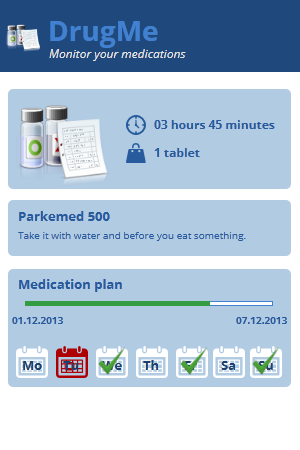 DrugMe
Monitor your medications
03 hours 45 minutes
1 tablet
Parkemed 500
Take it with water and before you eat something.
Medication plan
01.12.2013 07.12.2013
Mo We Th Sa Su